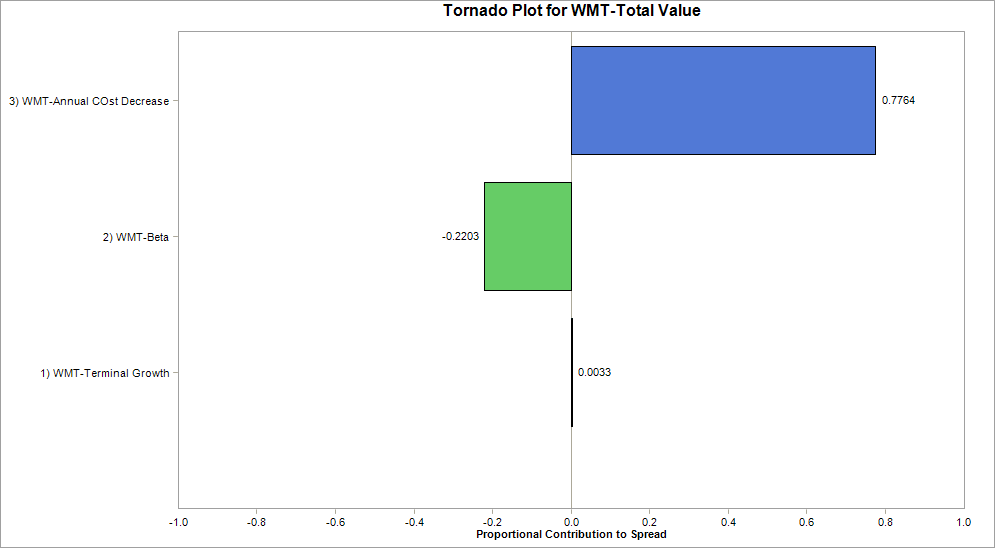 Tornado Plot for WMT-Total Value
3) WMT-Annual COst Decrease
0.7764
2) WMT-Beta
-0.2203
1) WMT-Terminal Growth
0.0033
-1.0 -0.8 -0.6 -0.4 -0.2 0.0 0.2 0.4 0.6 0.8 1.0
Proportional Contribution to Spread